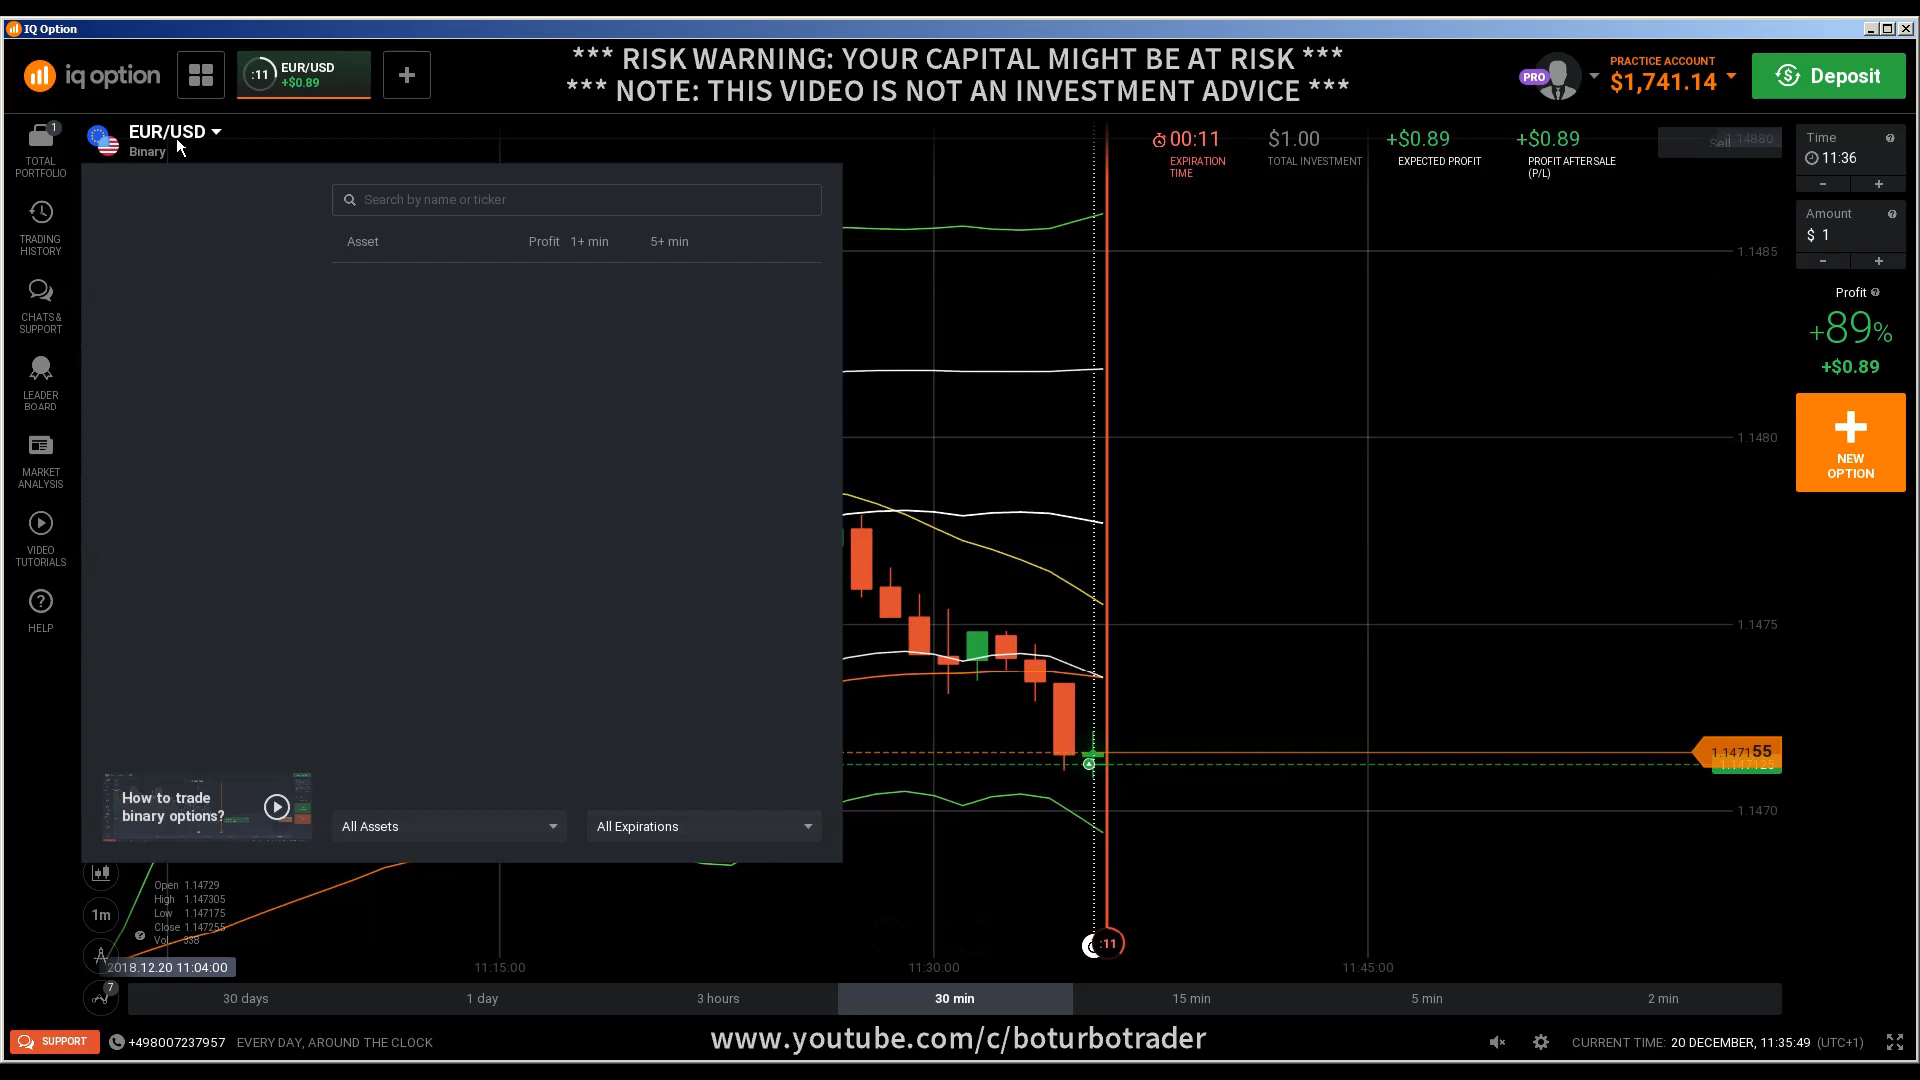 IQ Option
iq option
:11
EUR/USD
+$0.89
*** RISK WARNING: YOUR CAPITAL MIGHT BE AT RISK ***
*** NOTE: THIS VIDEO IS NOT AN INVESTMENT ADVICE ***
PRO
PRACTICE ACCOUNT
$1,741.14
Deposit
1
TOTAL
PORTFOLIO
TRADING
HISTORY
CHATS &
SUPPORT
LEADER
BOARD
MARKET
ANALYSIS
VIDEO
TUTORIALS
HELP
EUR/USD
Binary
Search by name or ticker
Asset Profit 1+ min 5+ min
How to trade
binary options?
All Assets
All Expirations
00:11
EXPIRATION
TIME
$1.00
TOTAL INVESTMENT
+$0.89
EXPECTED PROFIT
+$0.89
PROFIT AFTER SALE
(P/L)
Sell
1.14880
1.1485
1.1480
1.1475
1.147155
1.1470
Time
11:36
- +
Amount
$ 1
- +
Profit
+89%
+$0.89
NEW
OPTION
Open 1.14729
High 1.147305
Low 1.147175
Close 1.147255
Vol 338
1m
7
:11
2018.12.20 11:04:00
11:15:00
11:30:00
11:45:00
30 days
1 day
3 hours
30 min
15 min
5 min
2 min
SUPPORT
+498007237957
EVERY DAY, AROUND THE CLOCK
www.youtube.com/c/boturbotrader
CURRENT TIME: 20 DECEMBER, 11:35:49 (UTC+1)